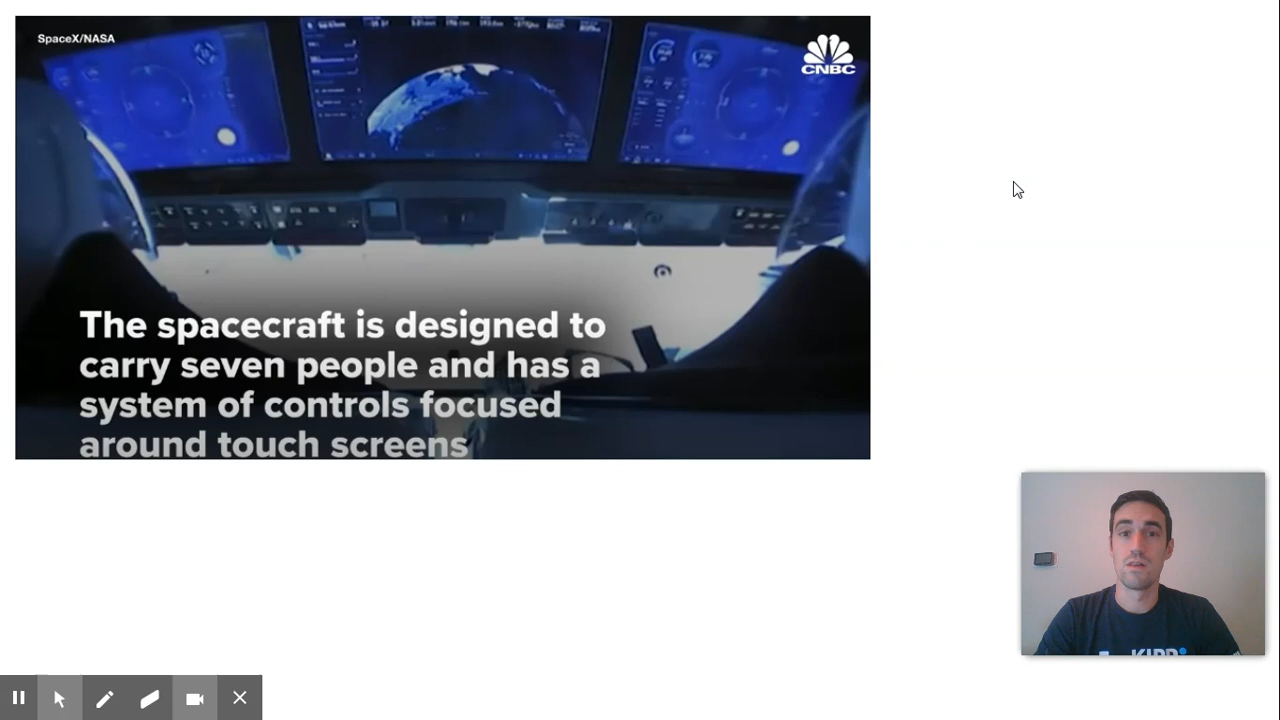 SpaceX/NASA
CNBC
The spacecraft is designed to
carry seven people and has a
system of controls focused
around touch screens